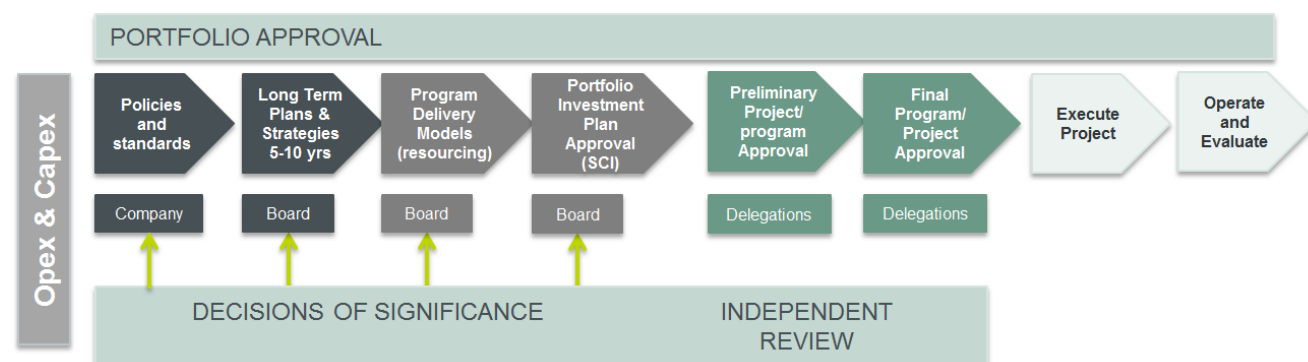 PORTFOLIO APPROVAL
Opex & Capex
Policies
and
standards
Long Term
Plans &
Strategies
5-10 yrs
Program
Delivery
Models
(resourcing)
Portfolio
Investment
Plan
Approval
(SCI)
Preliminary
Project/
program
Approval
Final
Program/
Project
Approval
Execute
Project
Operate
and
Evaluate
Company
Board
Board
Board
Delegations
Delegations
DECISIONS OF SIGNIFICANCE
INDEPENDENT
REVIEW